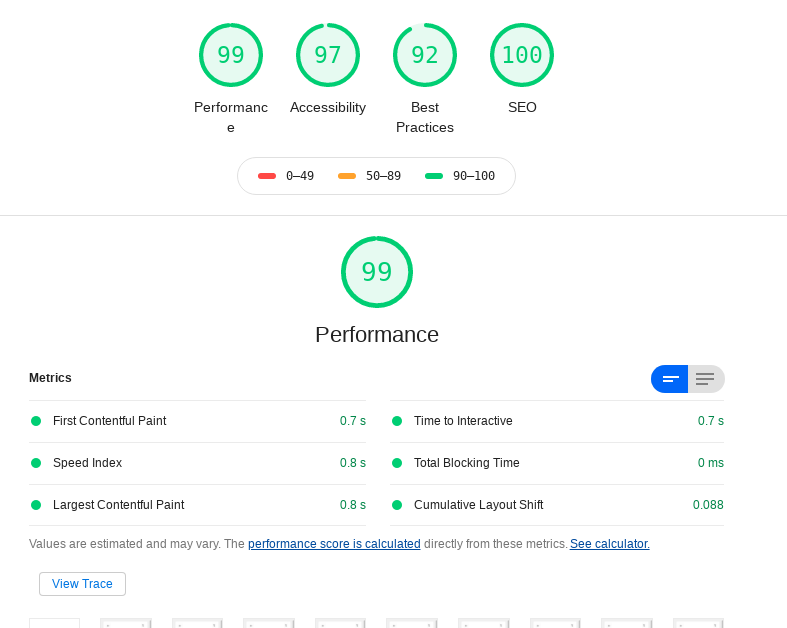 99 97 92 100
Performanc Accessibility Best SEO
e Practices
0–49 50–89 90–100
99
Performance
Metrics
First Contentful Paint 0.7 s Time to Interactive 0.7 s
Speed Index 0.8 s Total Blocking Time 0 ms
Largest Contentful Paint 0.8 s Cumulative Layout Shift 0.088
Values are estimated and may vary. The performance score is calculated directly from these metrics. See calculator.
View Trace